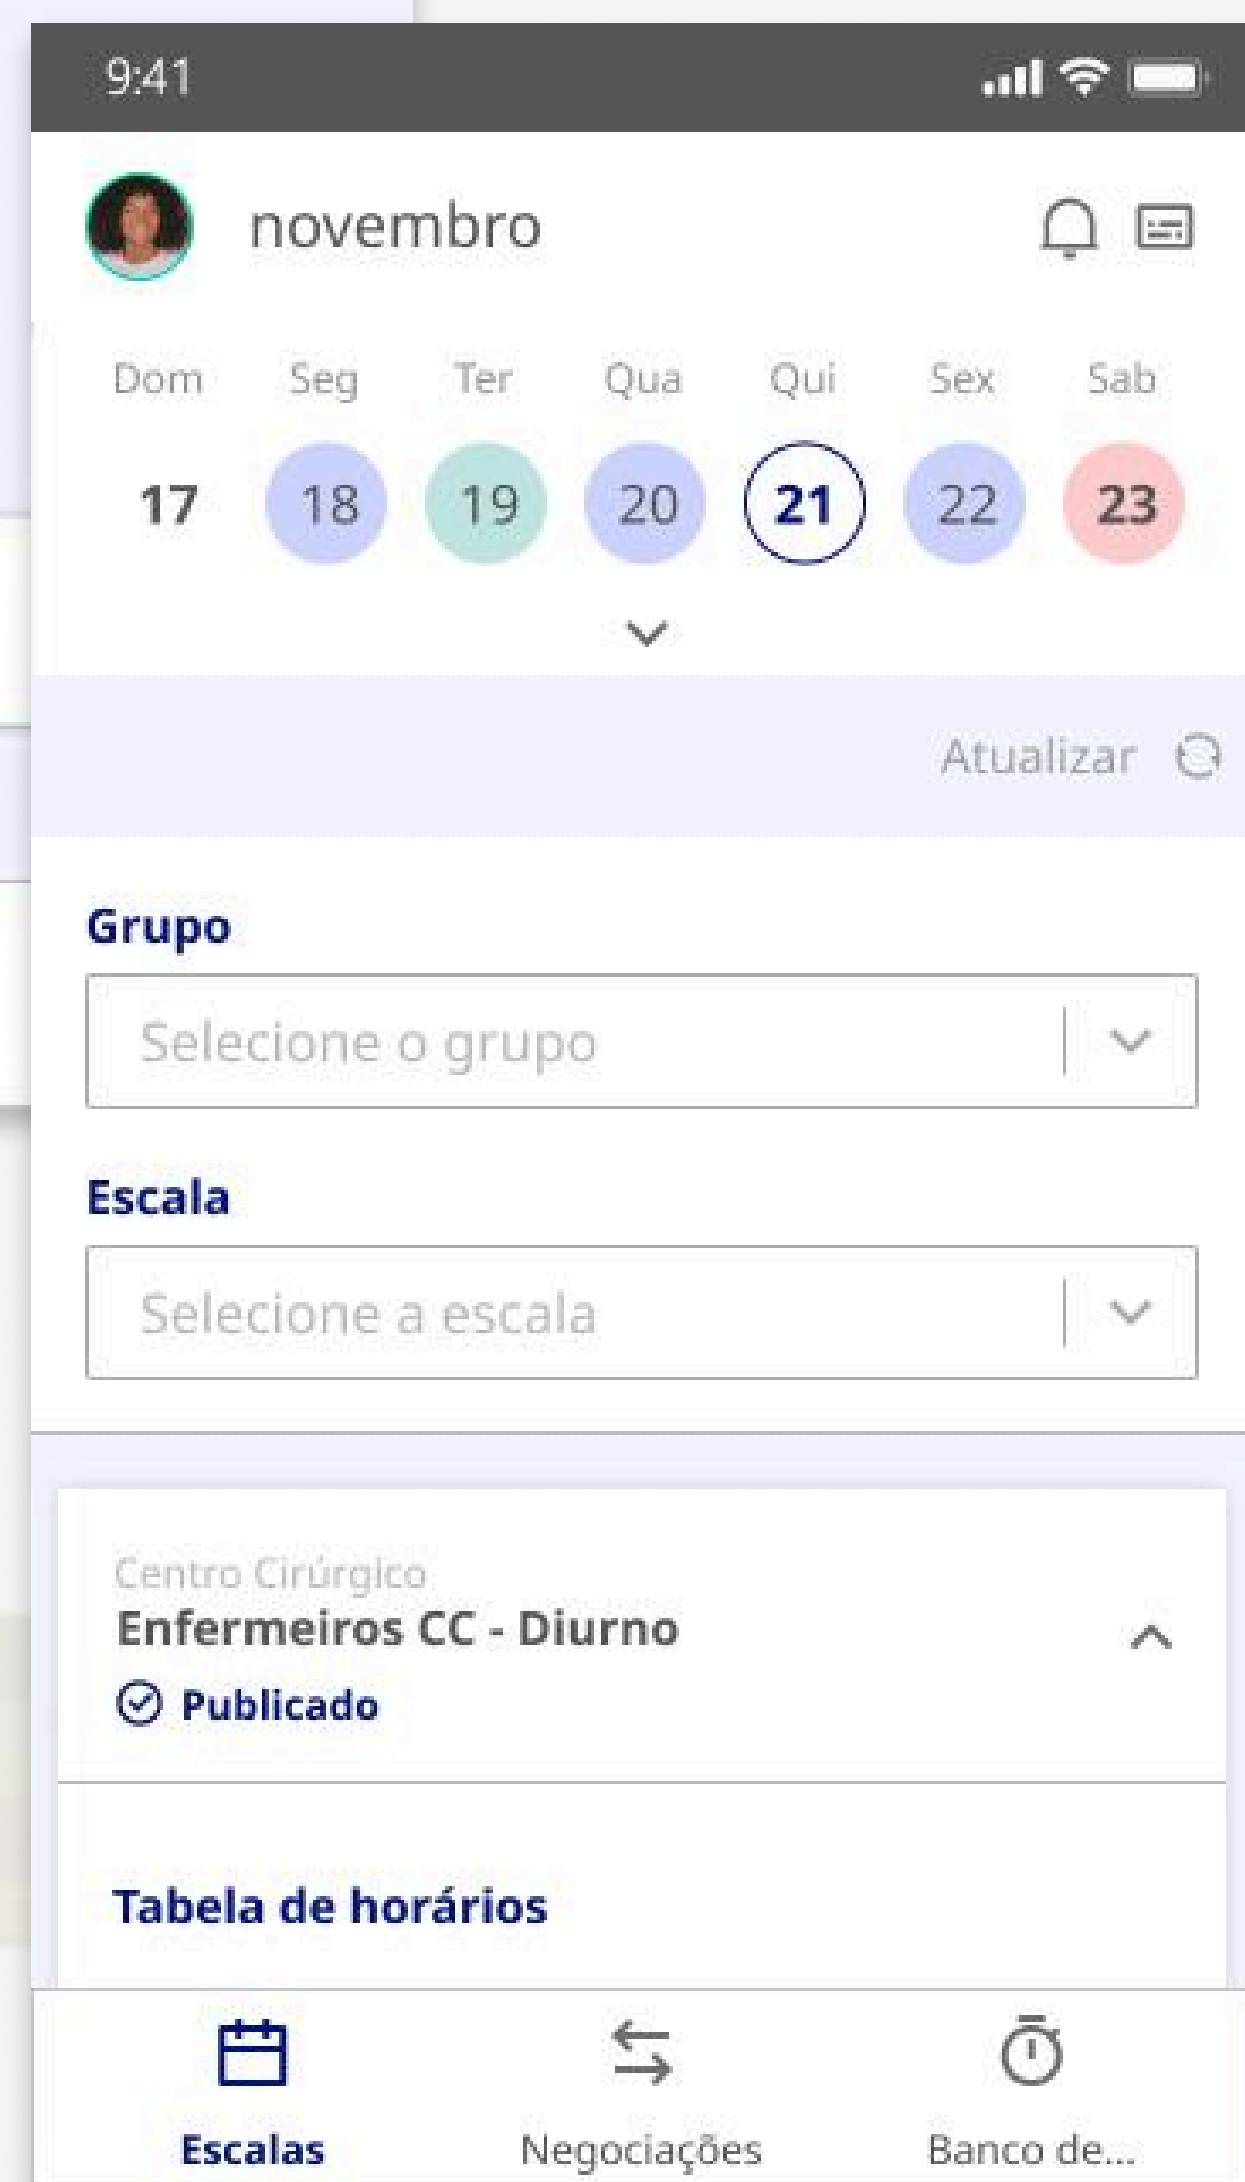 9:41
novembro
Dom Seg Ter Qua Qui Sex Sab
17 18 19 20 21 22 23
Atualizar
Grupo
Selecione o grupo
Escala
Selecione a escala
Centro Cirúrgico
Enfermeiros CC - Diurno
Publicado
Tabela de horários
Escalas Negociações Banco de...